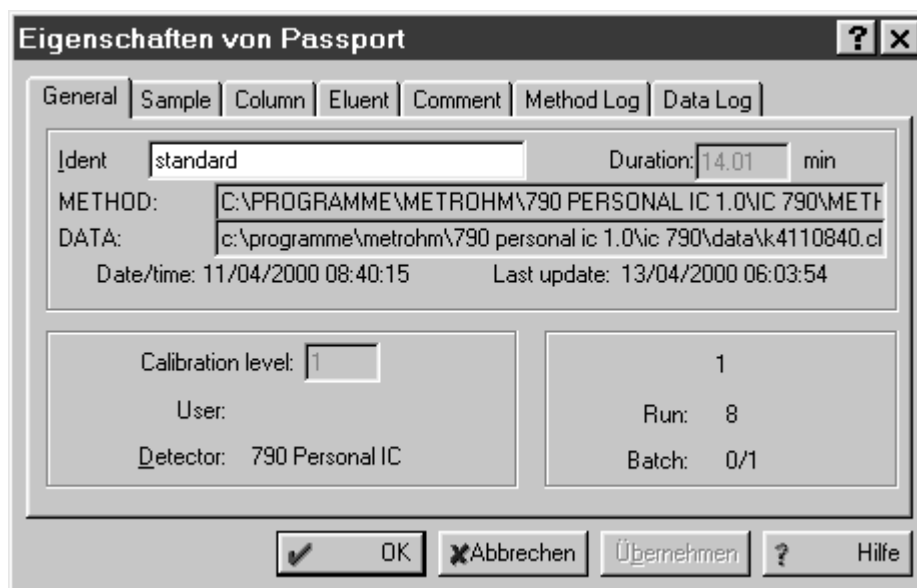 Eigenschaften von Passport ?
General Sample Column Eluent Comment Method Log Data Log
Ident standard Duration: 14.01 min
METHOD: C:\PROGRAMME\METROHM\790 PERSONAL IC 1.0\IC 790\METH
DATA: c:\programme\metrohm\790 personal ic 1.0\ic 790\data\k4110840.cl
Date/time: 11/04/2000 08:40:15 Last update: 13/04/2000 06:03:54
Calibration level: 1
User:
Detector: 790 Personal IC
1
Run: 8
Batch: 0/1
OK Abbrechen Übernehmen ? Hilfe